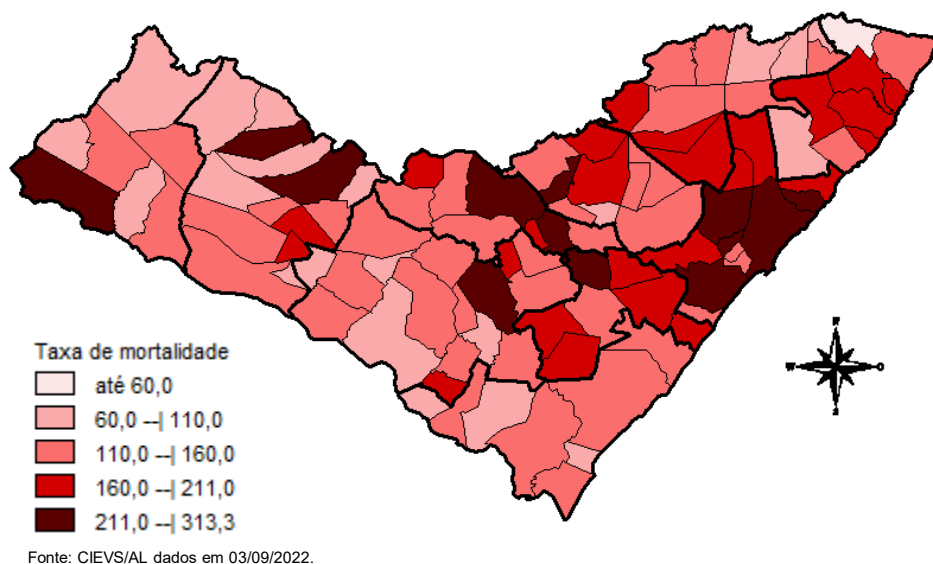 Taxa de mortalidade
até 60,0
60,0 --| 110,0
110,0 --| 160,0
160,0 --| 211,0
211,0 --| 313,3
Fonte: CIEVS/AL dados em 03/09/2022.